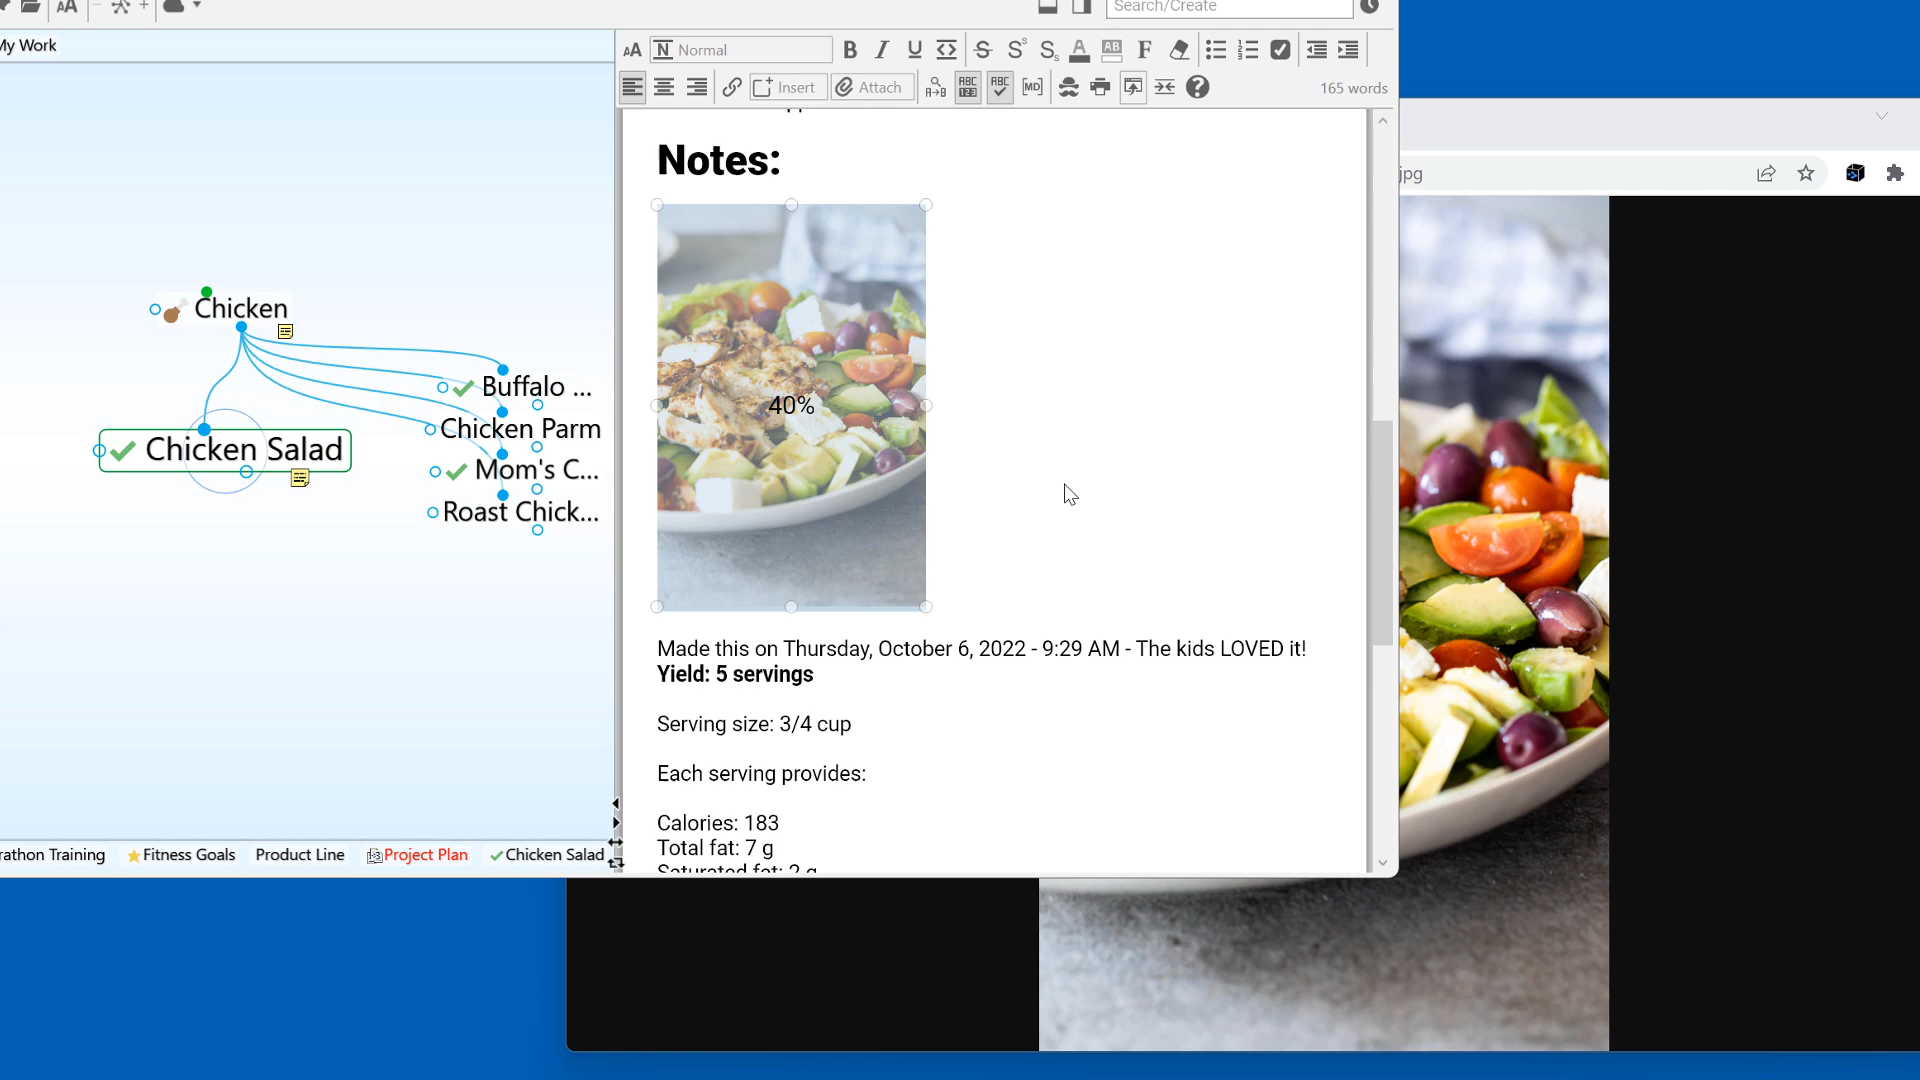 Search/Create
My Work
Normal
Insert
Attach
165 words
jpg
Notes:
Chicken
Buffalo ...
Chicken Parm
Chicken Salad
Mom's C...
Roast Chick...
40%
Made this on Thursday, October 6, 2022 - 9:29 AM - The kids LOVED it!
Yield: 5 servings
Serving size: 3/4 cup
Each serving provides:
Calories: 183
Total fat: 7 g
Saturated fat: 2 g
rathon Training
Fitness Goals
Product Line
Project Plan
Chicken Salad